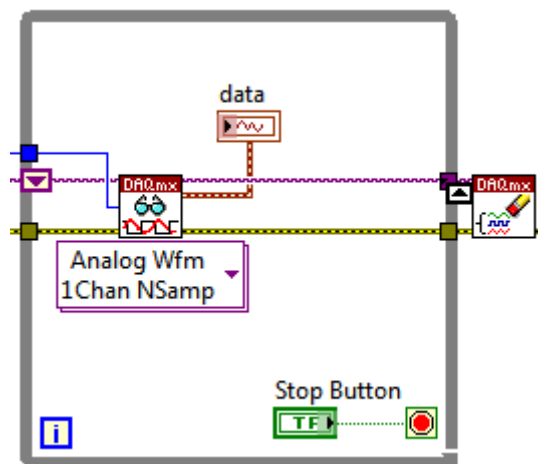 data
DAQmx
DAQmx
Analog Wfm
1Chan NSamp
Stop Button
TF
i